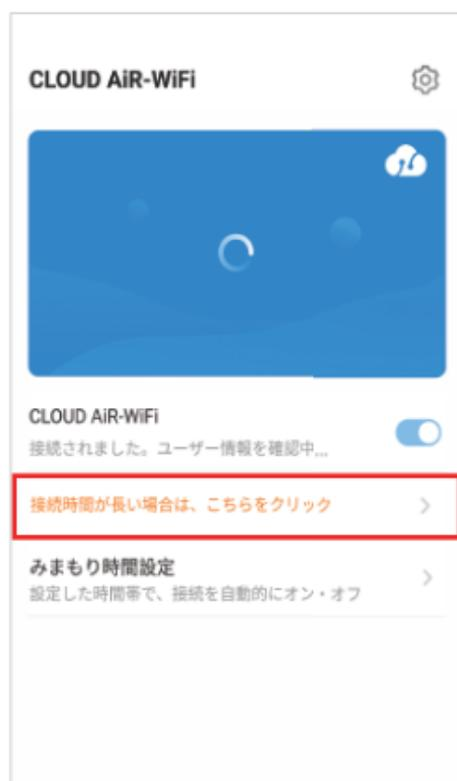 CLOUD AiR-WiFi
CLOUD AiR-WiFi
接続されました。ユーザー情報を確認中...
接続時間が長い場合は、こちらをクリック
みまもり時間設定
設定した時間帯で、接続を自動的にオン・オフ